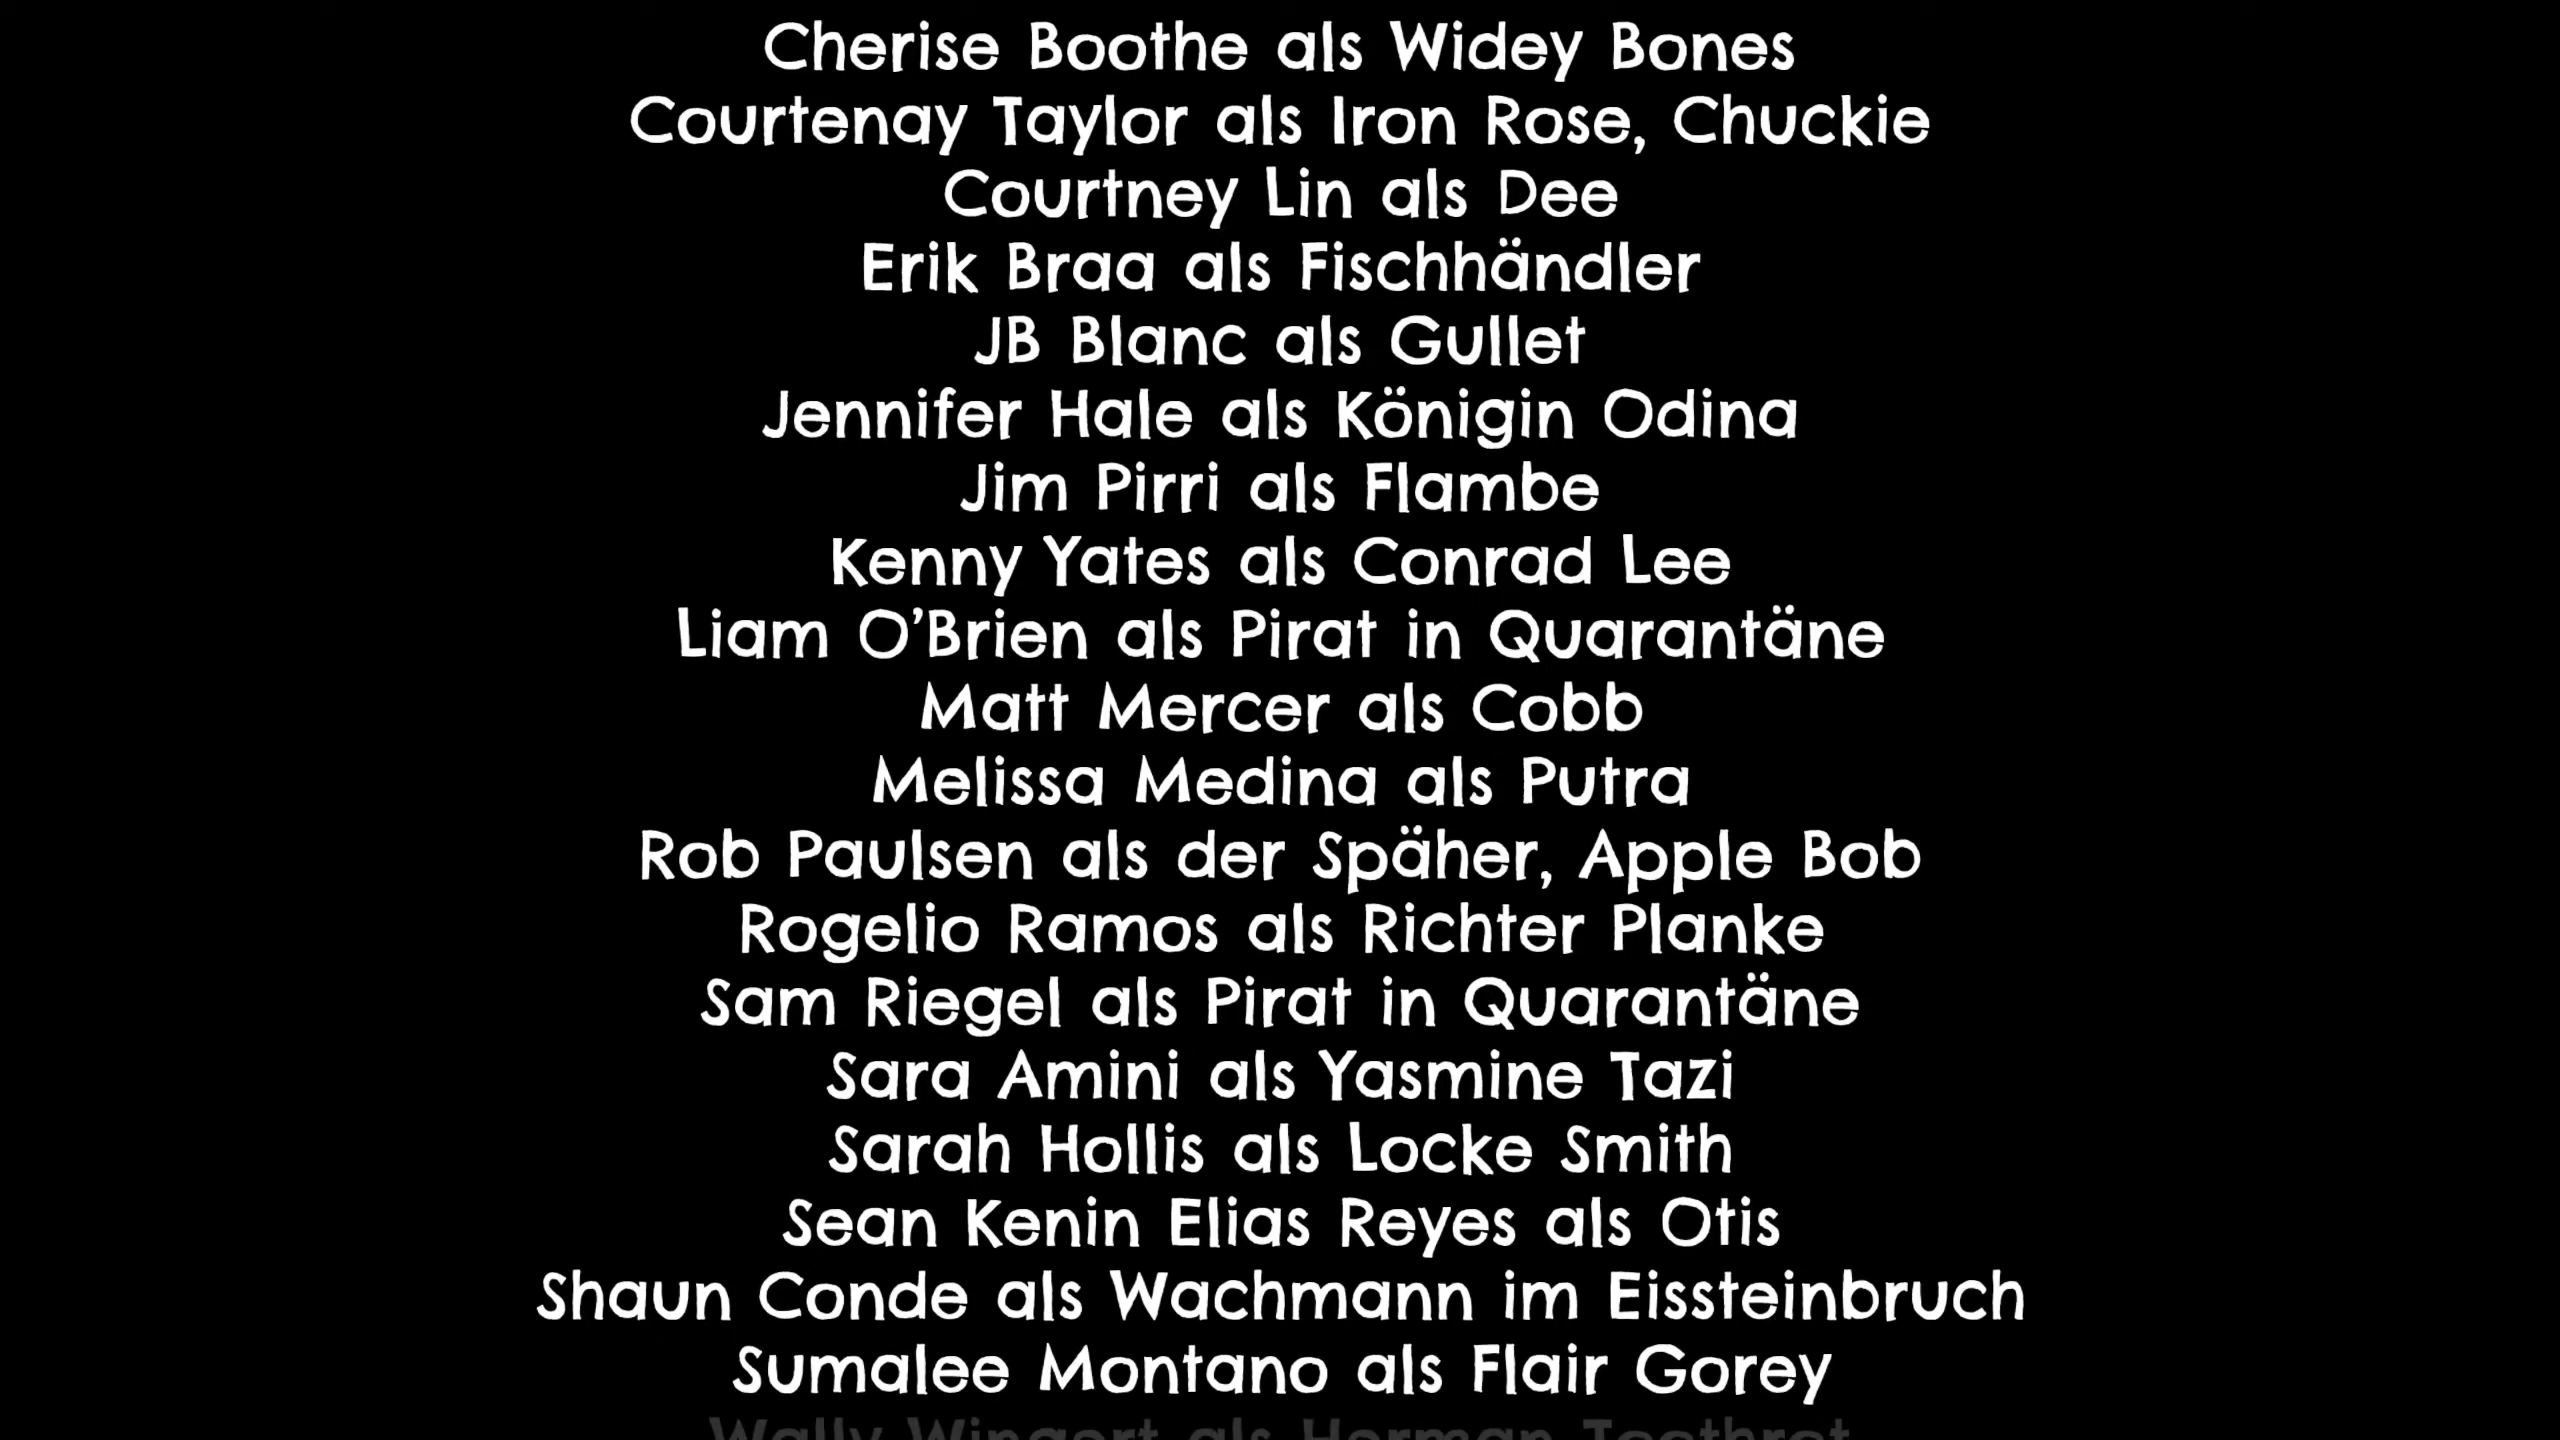 Cherise Boothe als Widey Bones
Courtenay Taylor als Iron Rose, Chuckie
Courtney Lin als Dee
Erik Braa als Fischhändler
JB Blanc als Gullet
Jennifer Hale als Königin Odina
Jim Pirri als Flambe
Kenny Yates als Conrad Lee
Liam O’Brien als Pirat in Quarantäne
Matt Mercer als Cobb
Melissa Medina als Putra
Rob Paulsen als der Späher, Apple Bob
Rogelio Ramos als Richter Planke
Sam Riegel als Pirat in Quarantäne
Sara Amini als Yasmine Tazi
Sarah Hollis als Locke Smith
Sean Kenin Elias Reyes als Otis
Shaun Conde als Wachmann im Eissteinbruch
Sumalee Montano als Flair Gorey
Wally Wingert als Herman Toothrot